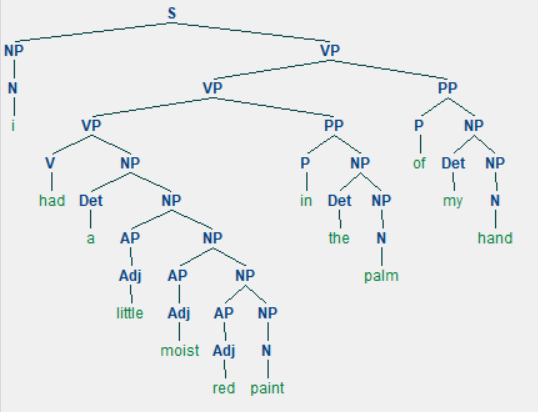 S
NP VP
N VP PP
i VP PP P NP
V NP P NP of Det NP
had Det NP in Det NP my N
a AP NP the N hand
Adj AP NP palm
little Adj AP NP
moist Adj N
red paint